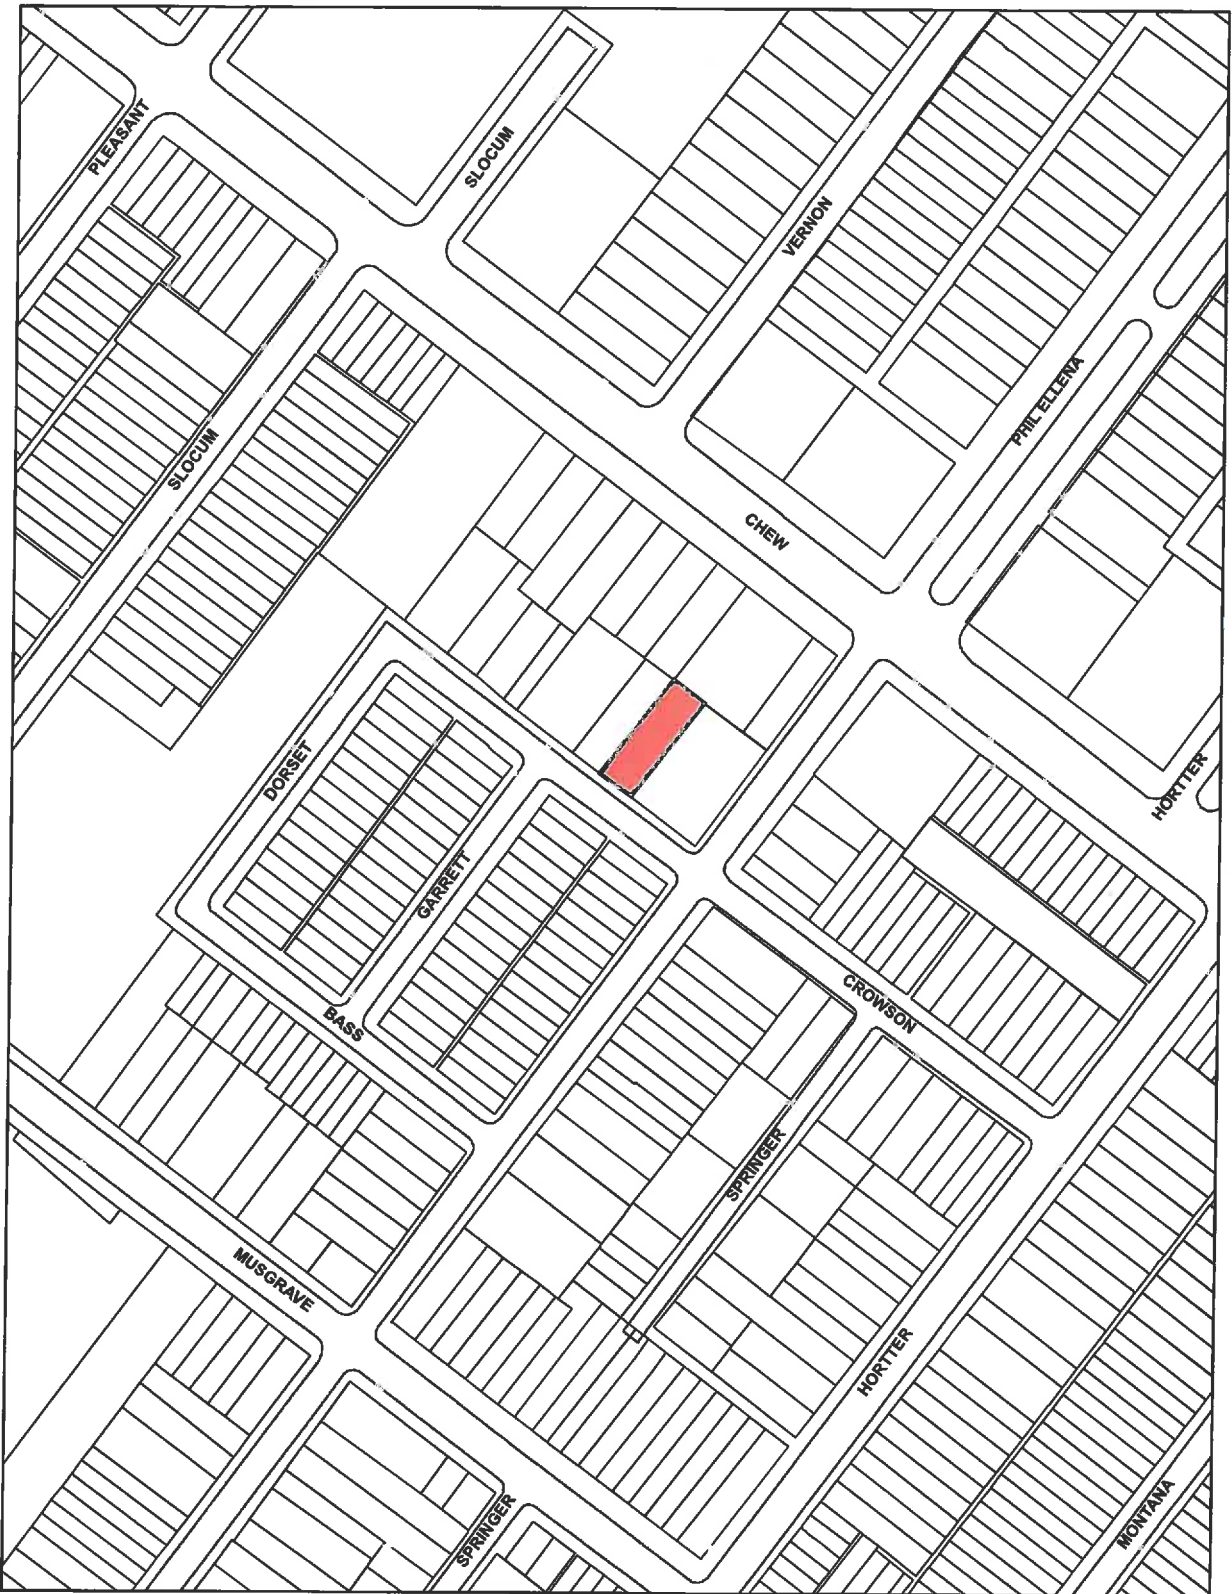 PLEASANT
SLOCUM
VERNON
PHIL ELLENA
SLOCUM
CHEW
HORTTER
DORSET
GARRETT
BASS
CROWSON
SPRINGER
MUSGRAVE
HORTTER
SPRINGER
MONTANA